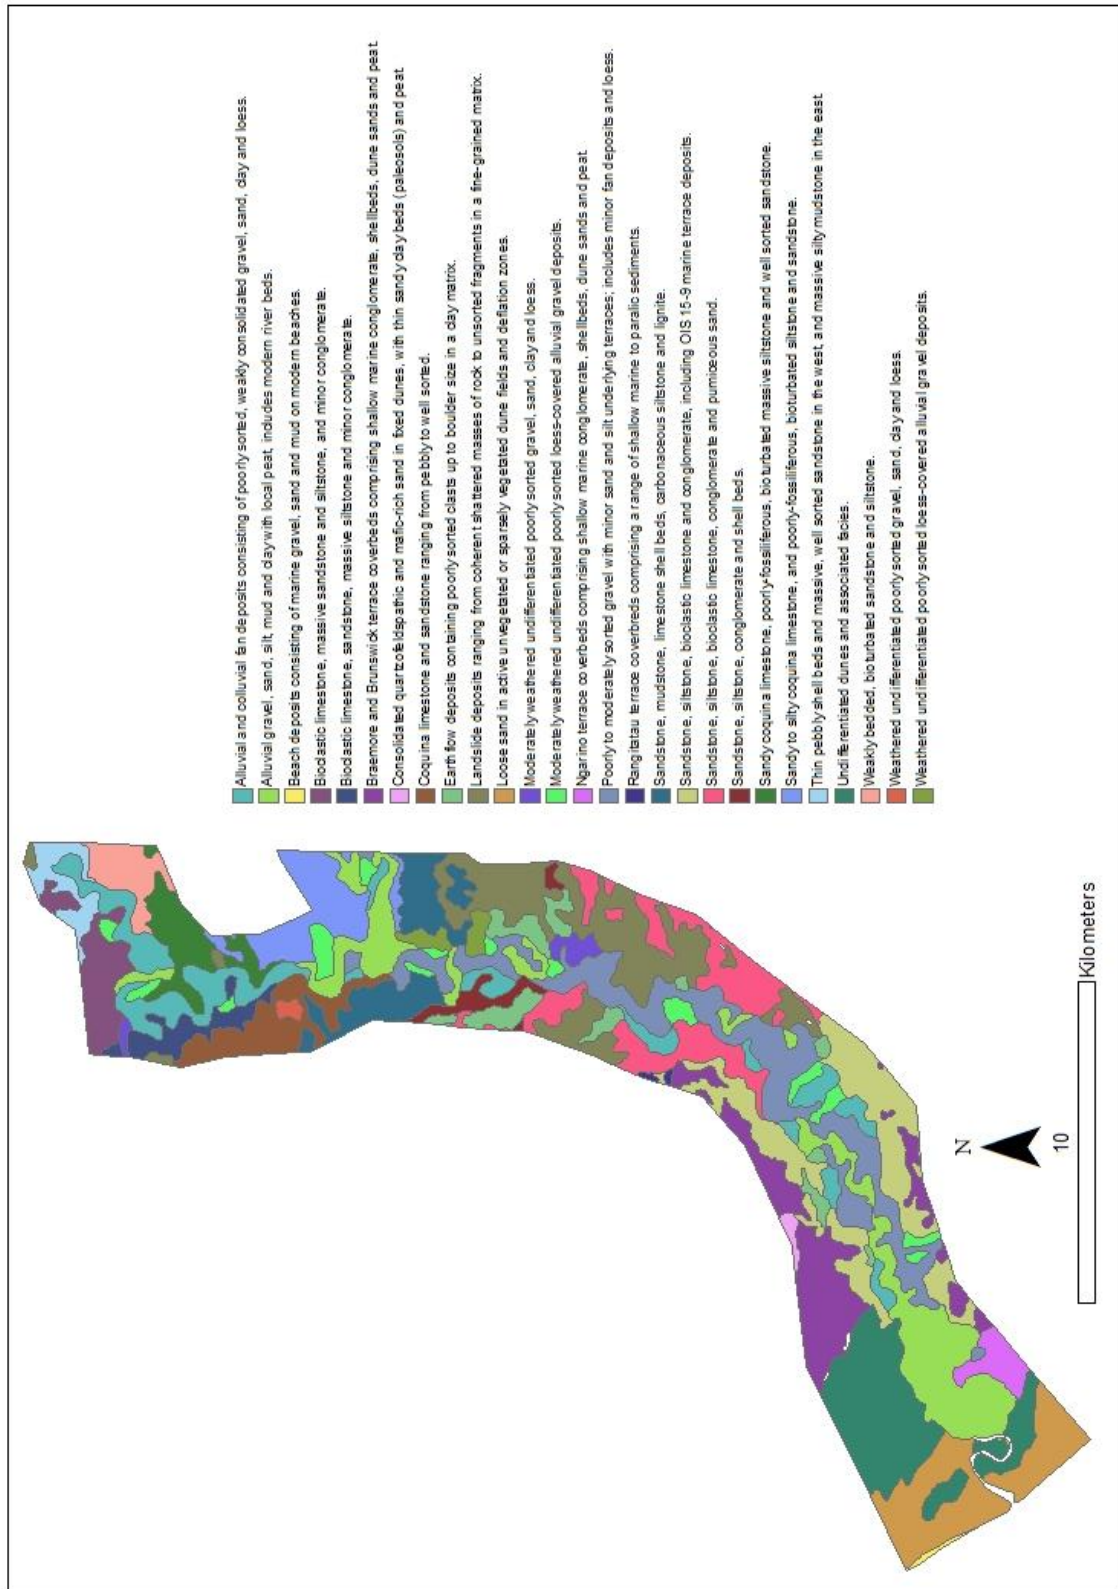 Alluvial and colluvial fan deposits consisting of poorly sorted, weakly consolidated gravel, sand, clay and loess.
Alluvial gravel, sand, silt, mud and clay with local peat, includes modern river beds.
Beach deposits consisting of marine gravel, sand and mud on modern beaches.
Bioclastic limestone, massive sandstone and siltstone, and minor conglomerate.
Bioclastic limestone, sandstone, massive siltstone and minor conglomerate.
Braemore and Brunswick terrace coverbeds comprising shallow marine conglomerate, shellbeds, dune sands and peat.
Consolidated quartzofeldspathic and mafic-rich sand in fixed dunes, with thin sandy clay beds (paleosols) and peat.
Coquina limestone and sandstone ranging from pebbly to well sorted.
Earth flow deposits containing poorly sorted clasts up to boulder size in a clay matrix.
Landslide deposits ranging from coherent shattered masses of rock to unsorted fragments in a fine-grained matrix.
Loose sand in active unvegetated or sparsely vegetated dune fields and deflation zones.
Moderately weathered undifferentiated poorly sorted gravel, sand, clay and loess.
Moderately weathered undifferentiated poorly sorted loess-covered alluvial gravel deposits.
Ngarino terrace coverbeds comprising shallow marine conglomerate, shellbeds, dune sands and peat.
Poorly to moderately sorted gravel with minor sand and silt underlying terraces; includes minor fan deposits and loess.
Rangitatau terrace coverbreds comprising a range of shallow marine to paralic sediments.
Sandstone, mudstone, limestone shell beds, carbonaceous siltstone and lignite.
Sandstone, siltstone, bioclastic limestone and conglomerate, including OIS 15-9 marine terrace deposits.
Sandstone, siltstone, bioclastic limestone, conglomerate and pumiceous sand.
Sandstone, siltstone, conglomerate and shell beds.
Sandy coquina limestone, poorly-fossiliferous, bioturbated massive siltstone and well sorted sandstone.
Sandy to silty coquina limestone, and poorly-fossiliferous, bioturbated siltstone and sandstone.
Thin pebbly shell beds and massive, well sorted sandstone in the west, and massive silty mudstone in the east.
Undifferentiated dunes and associated facies.
Weakly bedded, bioturbated sandstone and siltstone.
Weathered undifferentiated poorly sorted gravel, sand, clay and loess.
Weathered undifferentiated poorly sorted loess-covered alluvial gravel deposits.
N
10
Kilometers